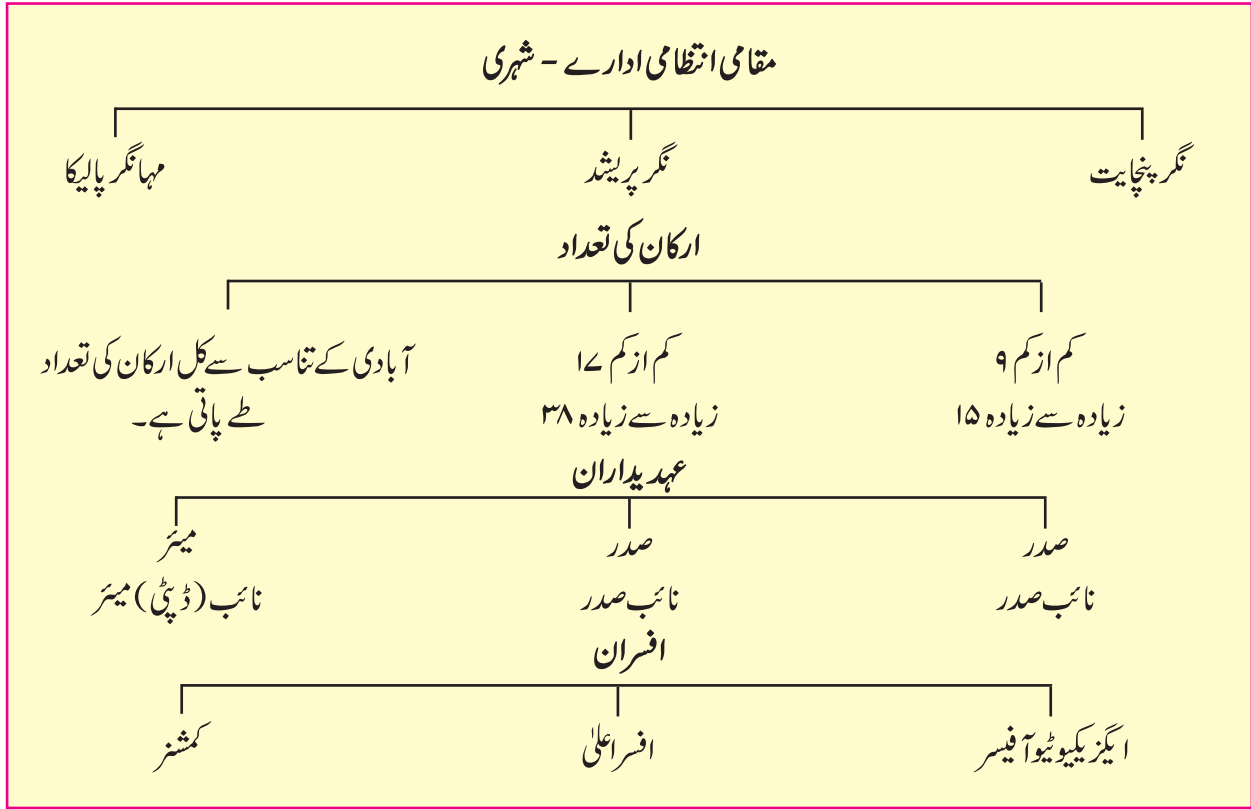 مقامی انتظامی ادارے - شہری
نگر پنچایت
نگر پریشد
مہانگر پالیکا
ارکان کی تعداد
کم از کم ۹
زیادہ سے زیادہ ۱۵
کم از کم ۱۷
زیادہ سے زیادہ ۳۸
آبادی کے تناسب سے کل ارکان کی تعداد
طے پاتی ہے۔
عہدیداران
صدر
نائب صدر
صدر
نائب صدر
میئر
نائب (ڈپٹی) میئر
افسران
ایگزیکیوٹیو آفیسر
افسر اعلیٰ
کمشنر